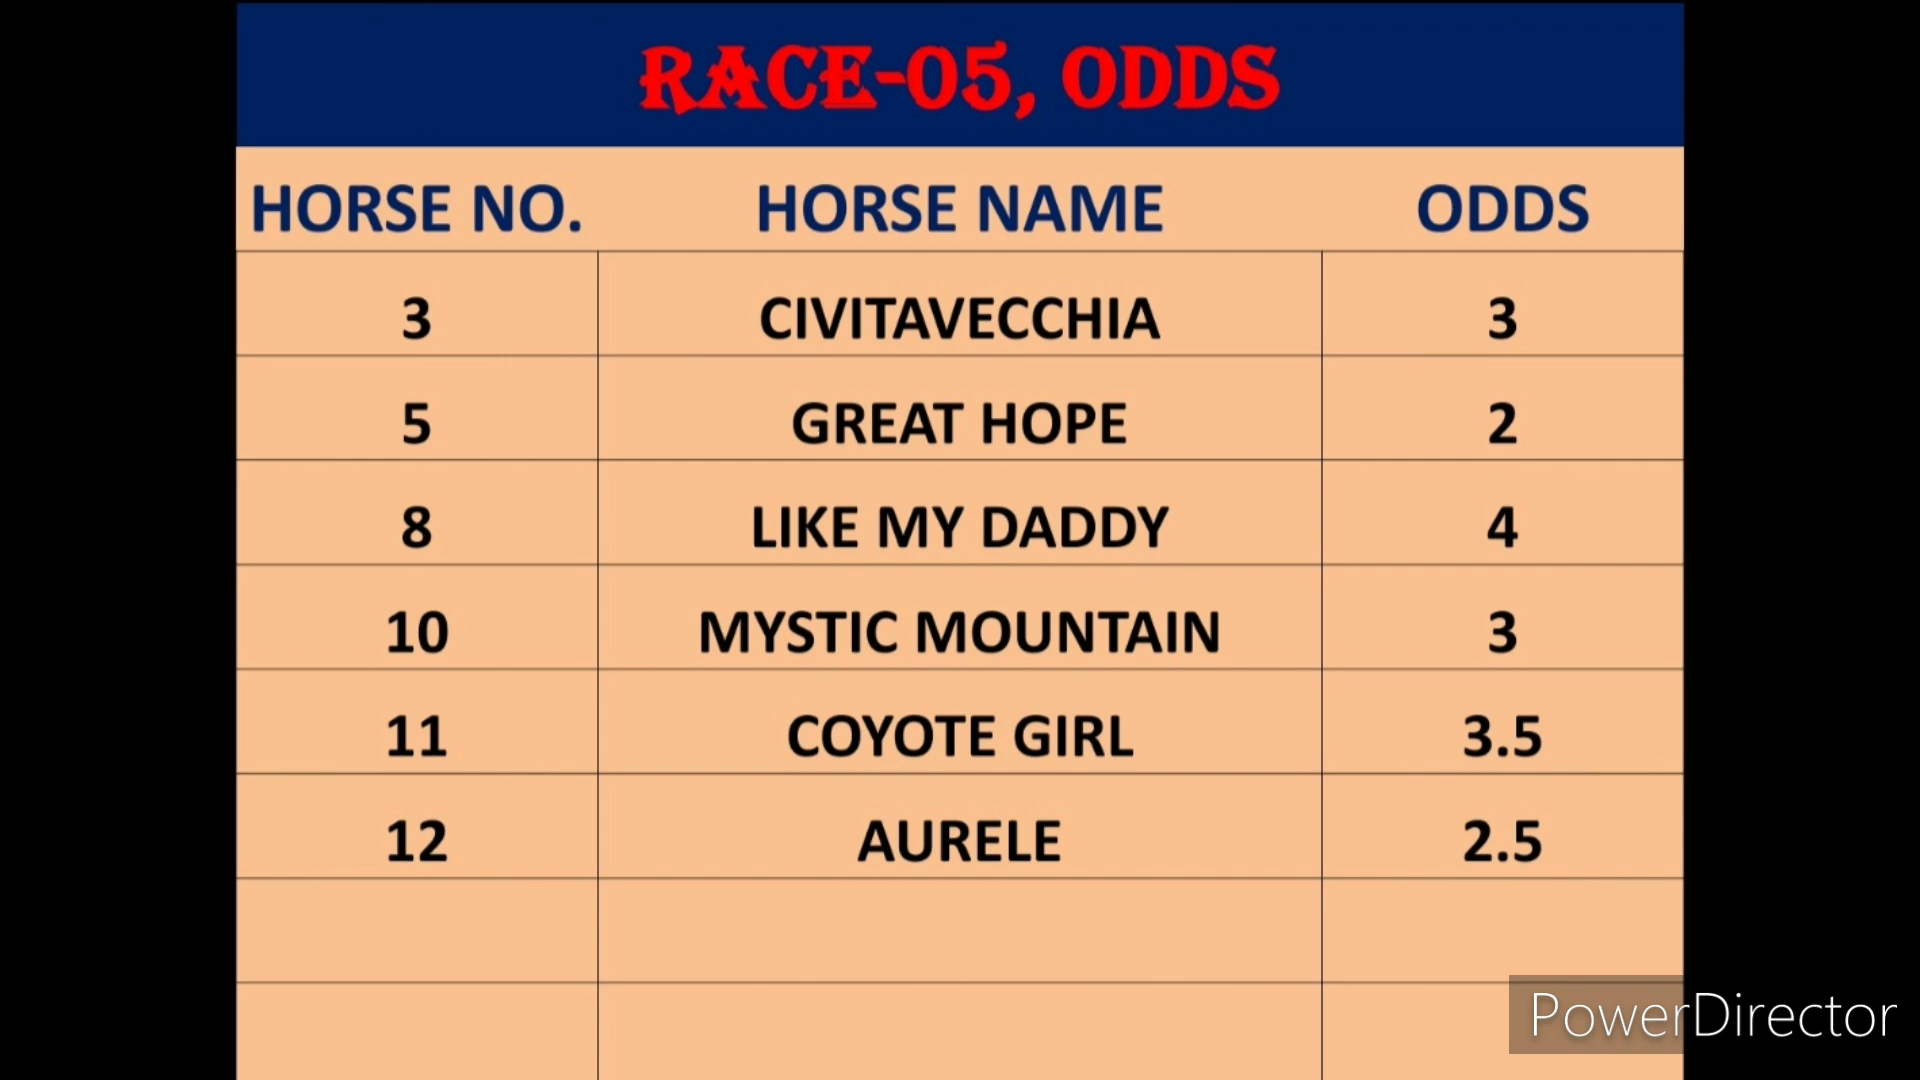 RACE-05, ODDS
HORSE NO. HORSE NAME ODDS
3 CIVITAVECCHIA 3
5 GREAT HOPE 2
8 LIKE MY DADDY 4
10 MYSTIC MOUNTAIN 3
11 COYOTE GIRL 3.5
12 AURELE 2.5
PowerDirector